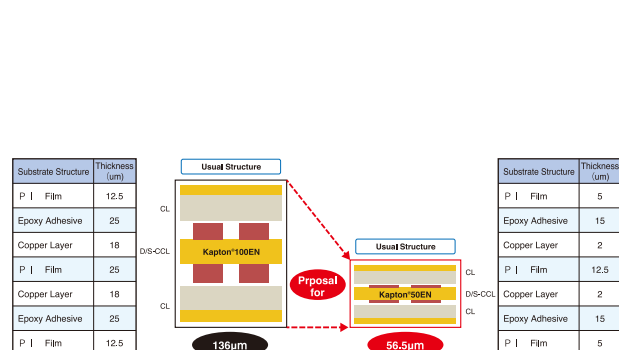 Substrate Structure Thickness (um)
P I Film 12.5
Epoxy Adhesive 25
Copper Layer 18
P I Film 25
Copper Layer 18
Epoxy Adhesive 25
P I Film 12.5
Usual Structure
CL
D/S-CCL
Kapton®100EN
CL
136μm
Prposal
for
Usual Structure
CL
Kapton®50EN
D/S-CCL
CL
56.5μm
Substrate Structure Thickness (um)
P I Film 5
Epoxy Adhesive 15
Copper Layer 2
P I Film 12.5
Copper Layer 2
Epoxy Adhesive 15
P I Film 5